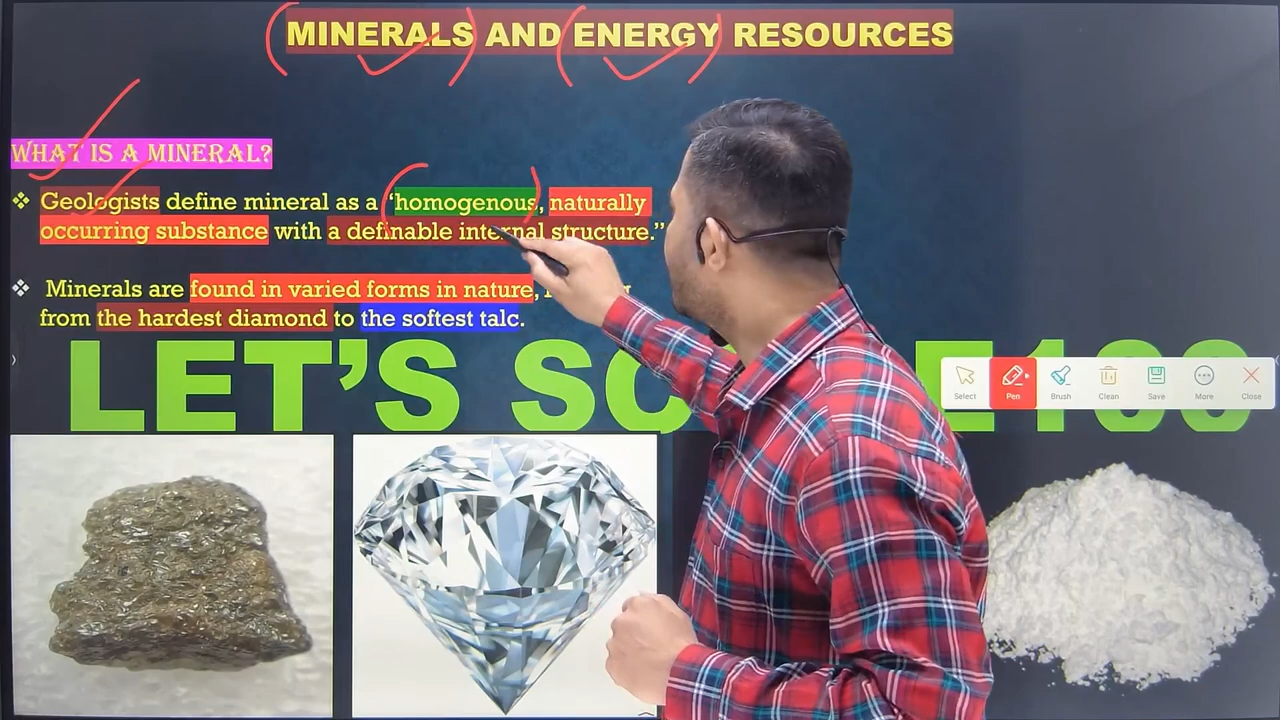 MINERALS AND ENERGY RESOURCES
WHAT IS A MINERAL?
❖ Geologists define mineral as a ‘homogenous, naturally
occurring substance with a definable internal structure.”
❖ Minerals are found in varied forms in nature,
from the hardest diamond to the softest talc.
LET’S
Select Pen Brush Clean Save More Close